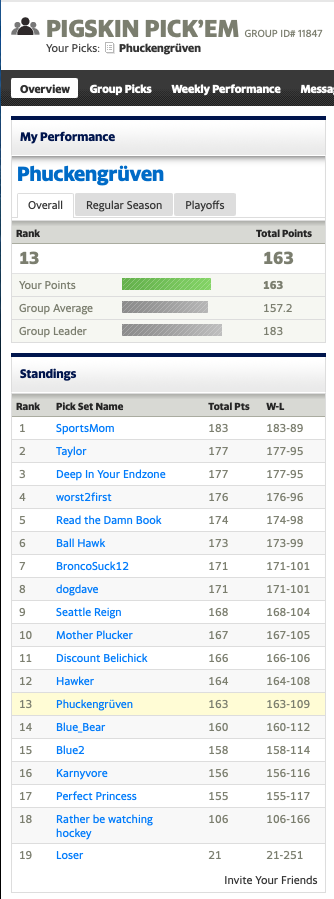 PIGSKIN PICK'EM GROUP ID# 11847
Your Picks: Phuckengrüven
Overview Group Picks Weekly Performance Messa
My Performance
Phuckengrüven
Overall Regular Season Playoffs
Rank Total Points
13 163
Your Points 163
Group Average 157.2
Group Leader 183
Standings
Rank Pick Set Name Total Pts W-L
1 SportsMom 183 183-89
2 Taylor 177 177-95
3 Deep In Your Endzone 177 177-95
4 worst2first 176 176-96
5 Read the Damn Book 174 174-98
6 Ball Hawk 173 173-99
7 BroncoSuck12 171 171-101
8 dogdave 171 171-101
9 Seattle Reign 168 168-104
10 Mother Plucker 167 167-105
11 Discount Belichick 166 166-106
12 Hawker 164 164-108
13 Phuckengrüven 163 163-109
14 Blue_Bear 160 160-112
15 Blue2 158 158-114
16 Karnyvore 156 156-116
17 Perfect Princess 155 155-117
18 Rather be watching 106 106-166
hockey
19 Loser 21 21-251
Invite Your Friends